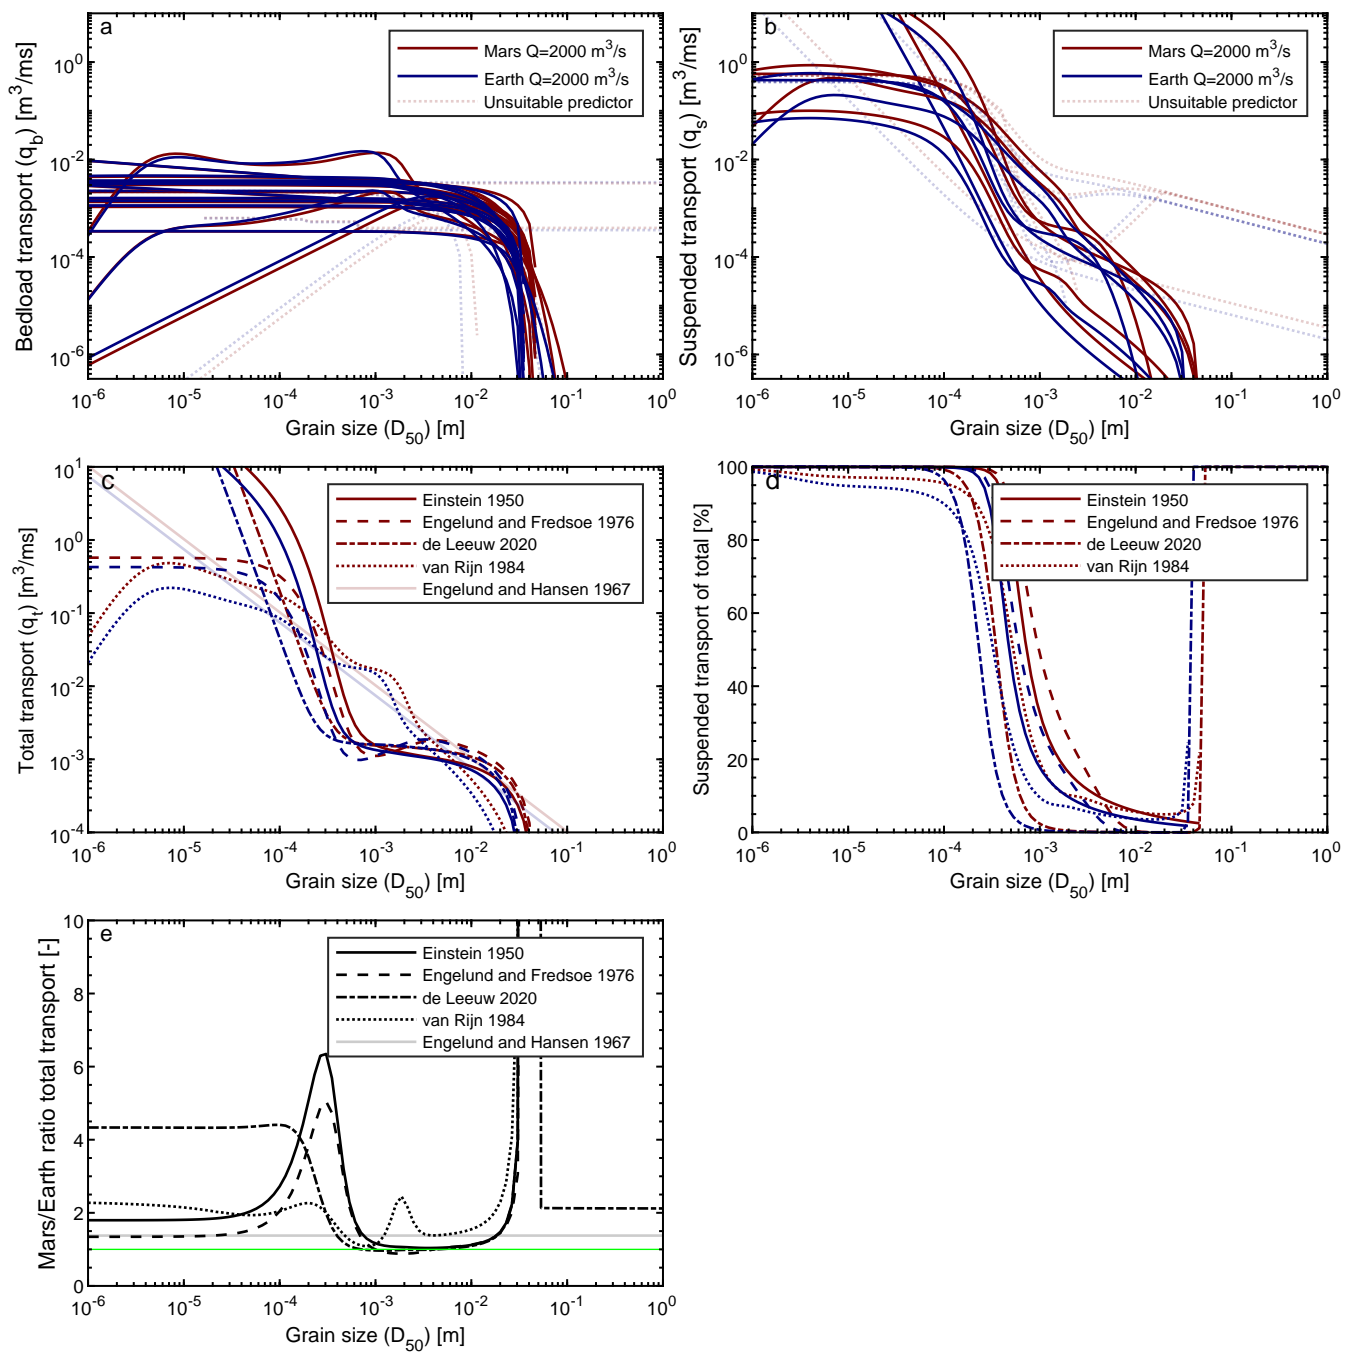 a
Mars Q=2000 m³/s
Earth Q=2000 m³/s
Unsuitable predictor
Bedload transport (q_b) [m³/ms]
10⁰
10⁻²
10⁻⁴
10⁻⁶
10⁻⁶ 10⁻⁵ 10⁻⁴ 10⁻³ 10⁻² 10⁻¹ 10⁰
Grain size (D₅₀) [m]
b
Mars Q=2000 m³/s
Earth Q=2000 m³/s
Unsuitable predictor
Suspended transport (q_s) [m³/ms]
10⁰
10⁻²
10⁻⁴
10⁻⁶
10⁻⁶ 10⁻⁵ 10⁻⁴ 10⁻³ 10⁻² 10⁻¹ 10⁰
Grain size (D₅₀) [m]
c
Einstein 1950
Engelund and Fredsoe 1976
de Leeuw 2020
van Rijn 1984
Engelund and Hansen 1967
Total transport (q_t) [m³/ms]
10¹
10⁰
10⁻¹
10⁻²
10⁻³
10⁻⁴
10⁻⁶ 10⁻⁵ 10⁻⁴ 10⁻³ 10⁻² 10⁻¹ 10⁰
Grain size (D₅₀) [m]
d
Einstein 1950
Engelund and Fredsoe 1976
de Leeuw 2020
van Rijn 1984
Suspended transport of total [%]
100
80
60
40
20
0
10⁻⁶ 10⁻⁵ 10⁻⁴ 10⁻³ 10⁻² 10⁻¹ 10⁰
Grain size (D₅₀) [m]
e
Einstein 1950
Engelund and Fredsoe 1976
de Leeuw 2020
van Rijn 1984
Engelund and Hansen 1967
Mars/Earth ratio total transport [-]
10
8
6
4
2
0
10⁻⁶ 10⁻⁵ 10⁻⁴ 10⁻³ 10⁻² 10⁻¹ 10⁰
Grain size (D₅₀) [m]